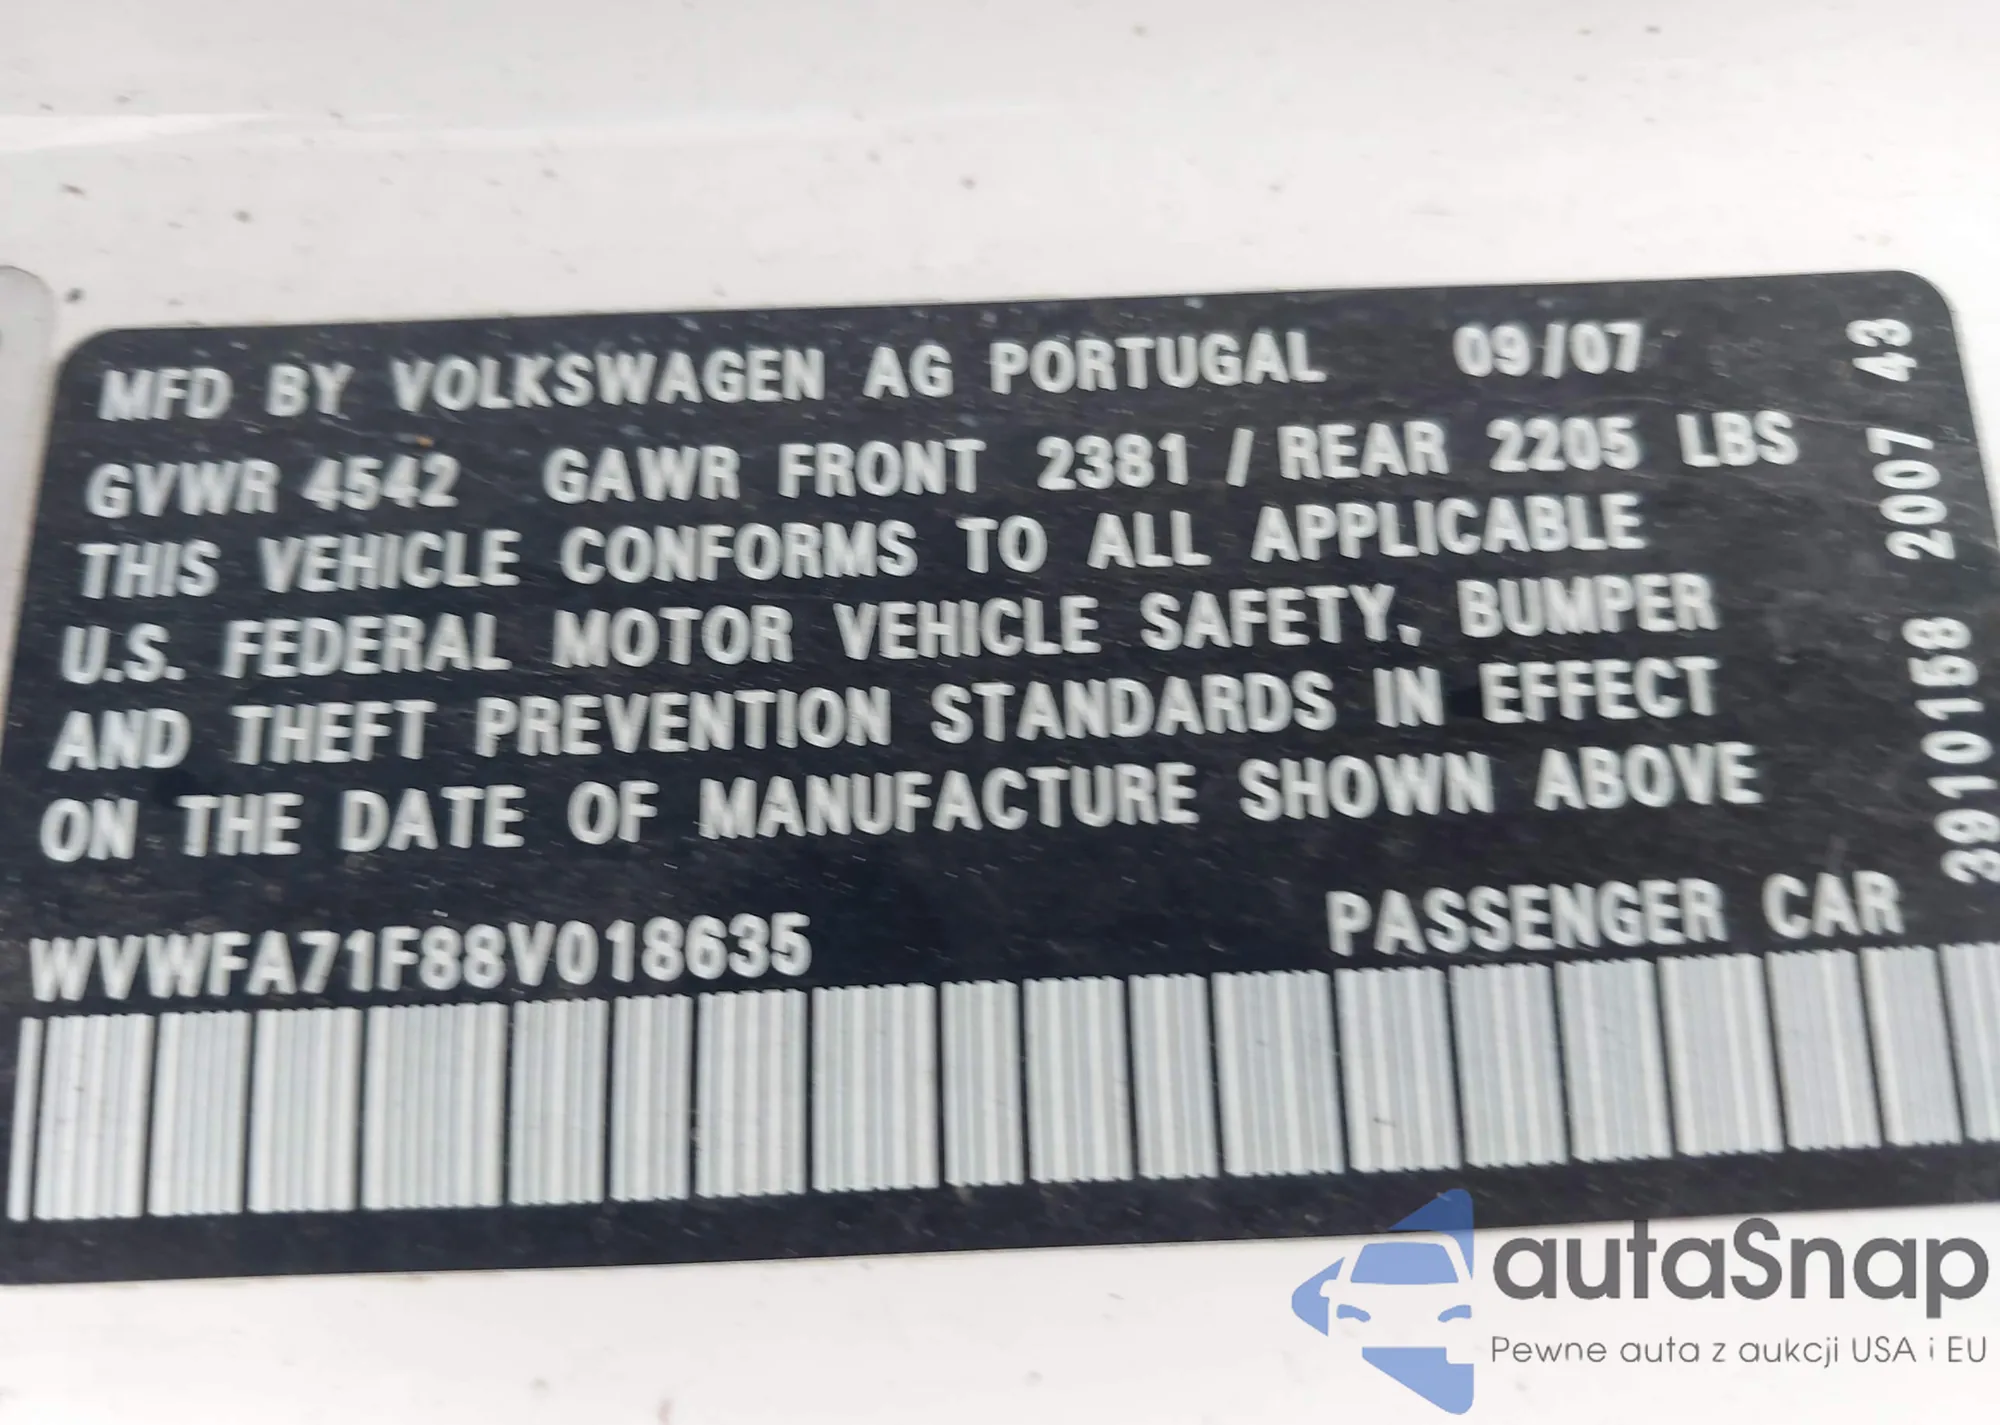 MFD BY VOLKSWAGEN AG PORTUGAL 09/07
GVWR 4542 GAWR FRONT 2381 / REAR 2205 LBS
THIS VEHICLE CONFORMS TO ALL APPLICABLE
U.S. FEDERAL MOTOR VEHICLE SAFETY, BUMPER
AND THEFT PREVENTION STANDARDS IN EFFECT
ON THE DATE OF MANUFACTURE SHOWN ABOVE
WVWFA71F88V018635 PASSENGER CAR
3910158 2007 43
autaSnap
Pewne auta z aukcji USA i EU